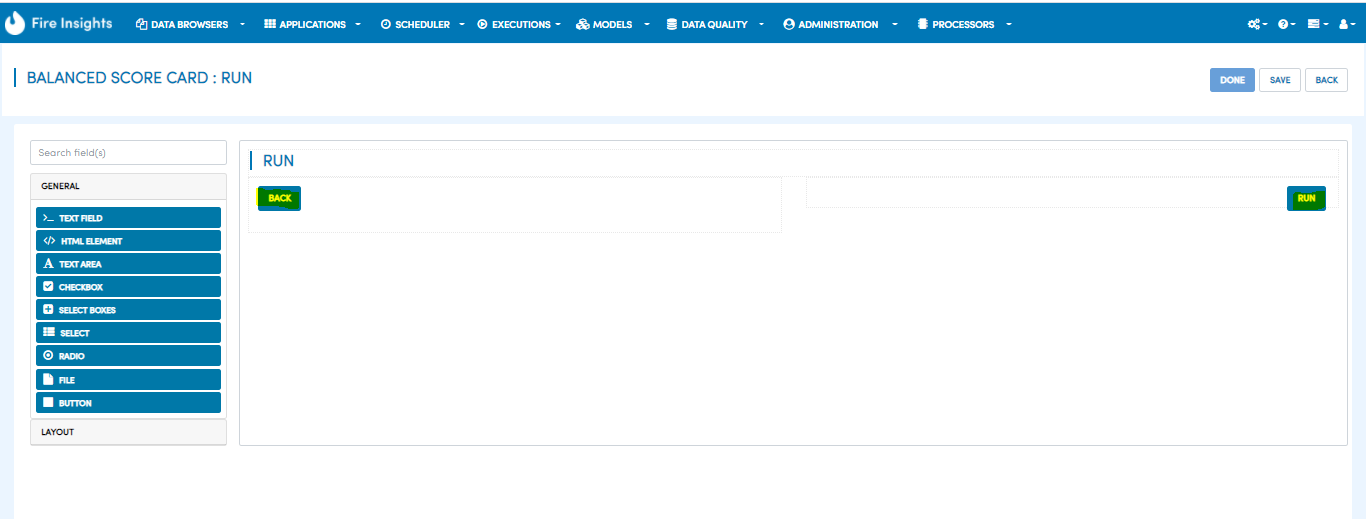 Fire Insights DATA BROWSERS APPLICATIONS SCHEDULER EXECUTIONS MODELS DATA QUALITY ADMINISTRATION PROCESSORS
BALANCED SCORE CARD : RUN
DONE SAVE BACK
Search field(s)
GENERAL
TEXT FIELD
HTML ELEMENT
TEXT AREA
CHECKBOX
SELECT BOXES
SELECT
RADIO
FILE
BUTTON
LAYOUT
RUN
BACK RUN